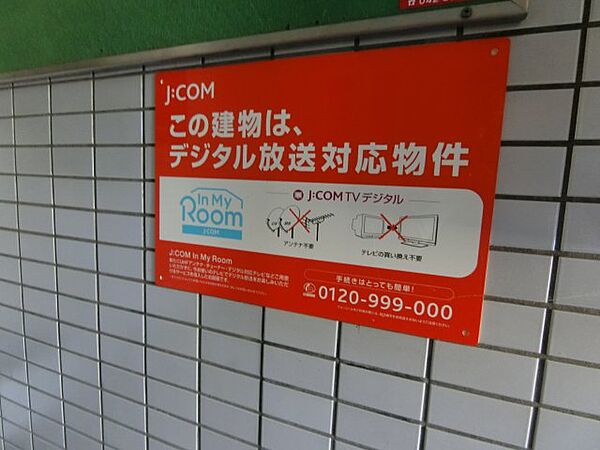 J:COM
この建物は、
デジタル放送対応物件
In My
Room
J:COM
J:COM TV デジタル
アンテナ不要
テレビの買い換え不要
J:COM In My Room
手続きはとっても簡単!
0120-999-000